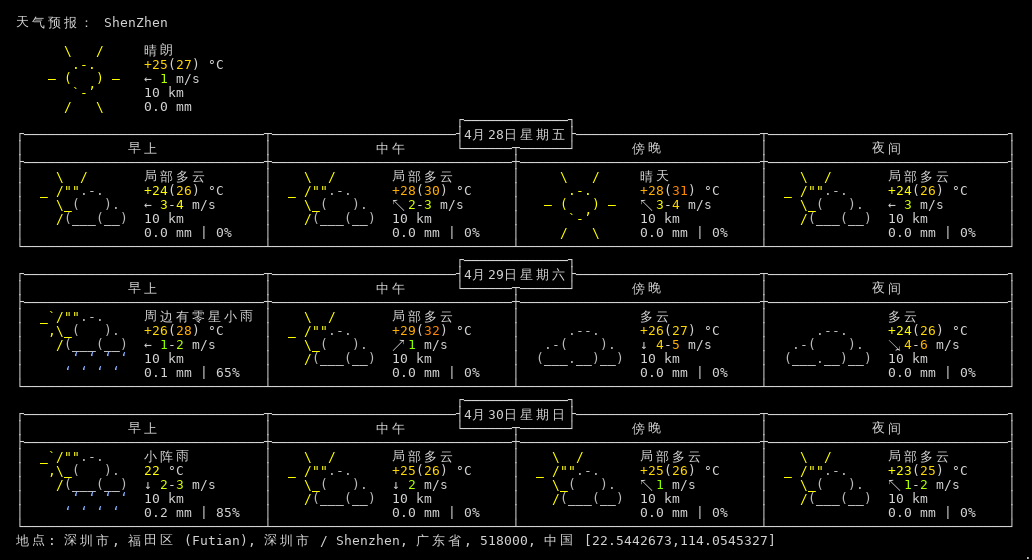 天气预报： ShenZhen
晴朗
+25(27) °C
← 1 m/s
10 km
0.0 mm
4月28日星期五
早上 中午 傍晚 夜间
局部多云 局部多云 晴天 局部多云
+24(26) °C +28(30) °C +28(31) °C +24(26) °C
← 3-4 m/s ↖ 2-3 m/s ↖ 3-4 m/s ← 3 m/s
10 km 10 km 10 km 10 km
0.0 mm | 0% 0.0 mm | 0% 0.0 mm | 0% 0.0 mm | 0%
4月29日星期六
早上 中午 傍晚 夜间
周边有零星小雨 局部多云 多云 多云
+26(28) °C +29(32) °C +26(27) °C +24(26) °C
← 1-2 m/s ↗ 1 m/s ↓ 4-5 m/s ↘ 4-6 m/s
10 km 10 km 10 km 10 km
0.1 mm | 65% 0.0 mm | 0% 0.0 mm | 0% 0.0 mm | 0%
4月30日星期日
早上 中午 傍晚 夜间
小阵雨 局部多云 局部多云 局部多云
22 °C +25(26) °C +25(26) °C +23(25) °C
↓ 2-3 m/s ↓ 2 m/s ↖ 1 m/s ↖ 1-2 m/s
10 km 10 km 10 km 10 km
0.2 mm | 85% 0.0 mm | 0% 0.0 mm | 0% 0.0 mm | 0%
地点: 深圳市, 福田区 (Futian), 深圳市 / Shenzhen, 广东省, 518000, 中国 [22.5442673,114.0545327]